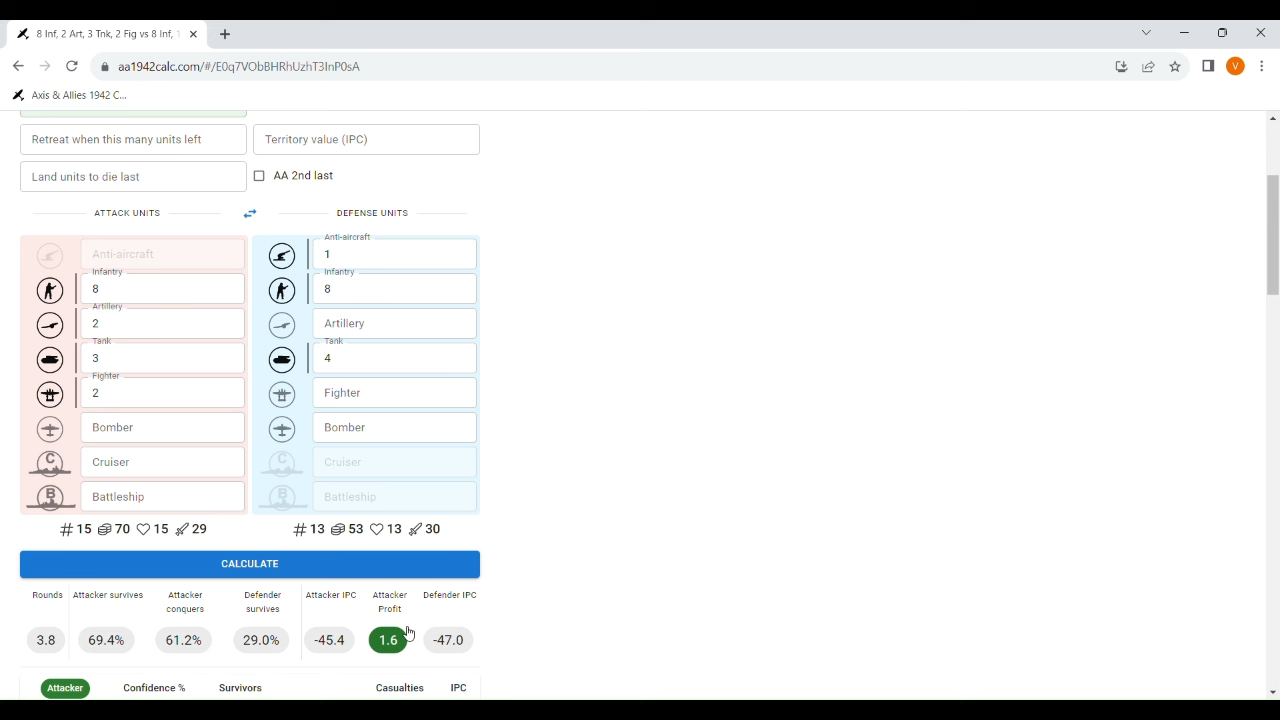 8 Inf, 2 Art, 3 Tnk, 2 Fig vs 8 Inf, 1
aa1942calc.com/#/E0q7VObBHRhUzhT3InP0sA
V
Axis & Allies 1942 C...
Retreat when this many units left
Territory value (IPC)
Land units to die last
AA 2nd last
ATTACK UNITS
DEFENSE UNITS
Anti-aircraft
Anti-aircraft
1
Infantry
8
Infantry
8
Artillery
2
Artillery
Tank
3
Tank
4
Fighter
2
Fighter
Bomber
Bomber
C
Cruiser
C
Cruiser
B
Battleship
B
Battleship
# 15 70 15 29
# 13 53 13 30
CALCULATE
Rounds Attacker survives Attacker Defender Attacker IPC Attacker Defender IPC
conquers survives Profit
3.8 69.4% 61.2% 29.0% -45.4 1.6 -47.0
Attacker Confidence % Survivors Casualties IPC